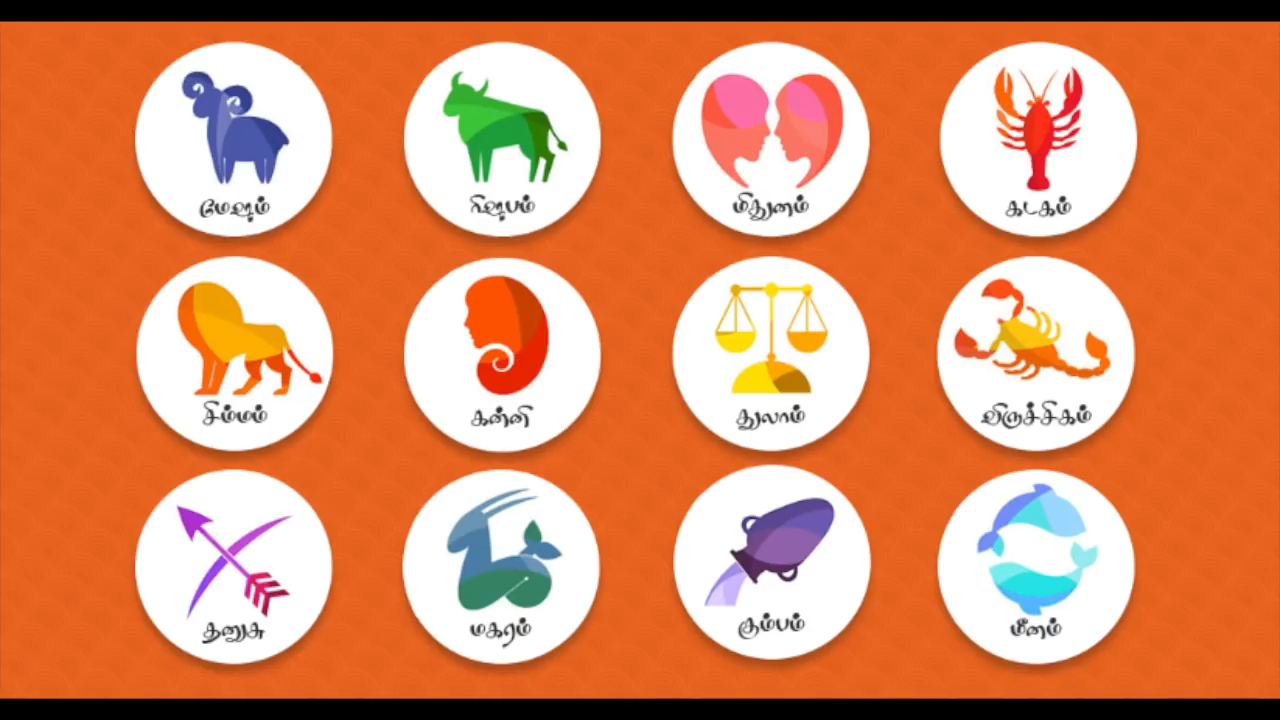 மேஷம்
ரிஷபம்
மிதுனம்
கடகம்
சிம்மம்
கன்னி
துலாம்
விருச்சிகம்
தனுசு
மகரம்
கும்பம்
மீனம்